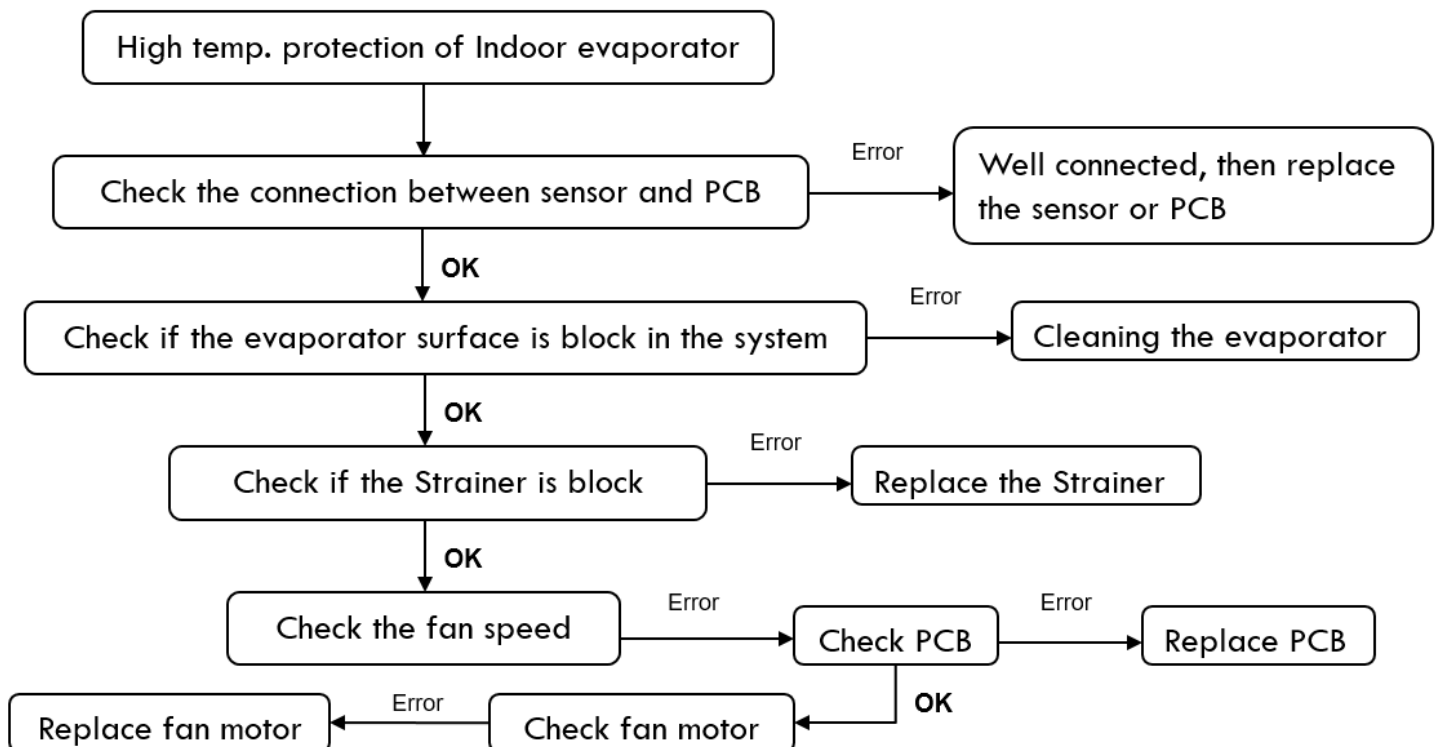 High temp. protection of Indoor evaporator
Check the connection between sensor and PCB
Error
Well connected, then replace
the sensor or PCB
OK
Check if the evaporator surface is block in the system
Error
Cleaning the evaporator
OK
Check if the Strainer is block
Error
Replace the Strainer
OK
Check the fan speed
Error
Check PCB
Error
Replace PCB
OK
Check fan motor
Error
Replace fan motor